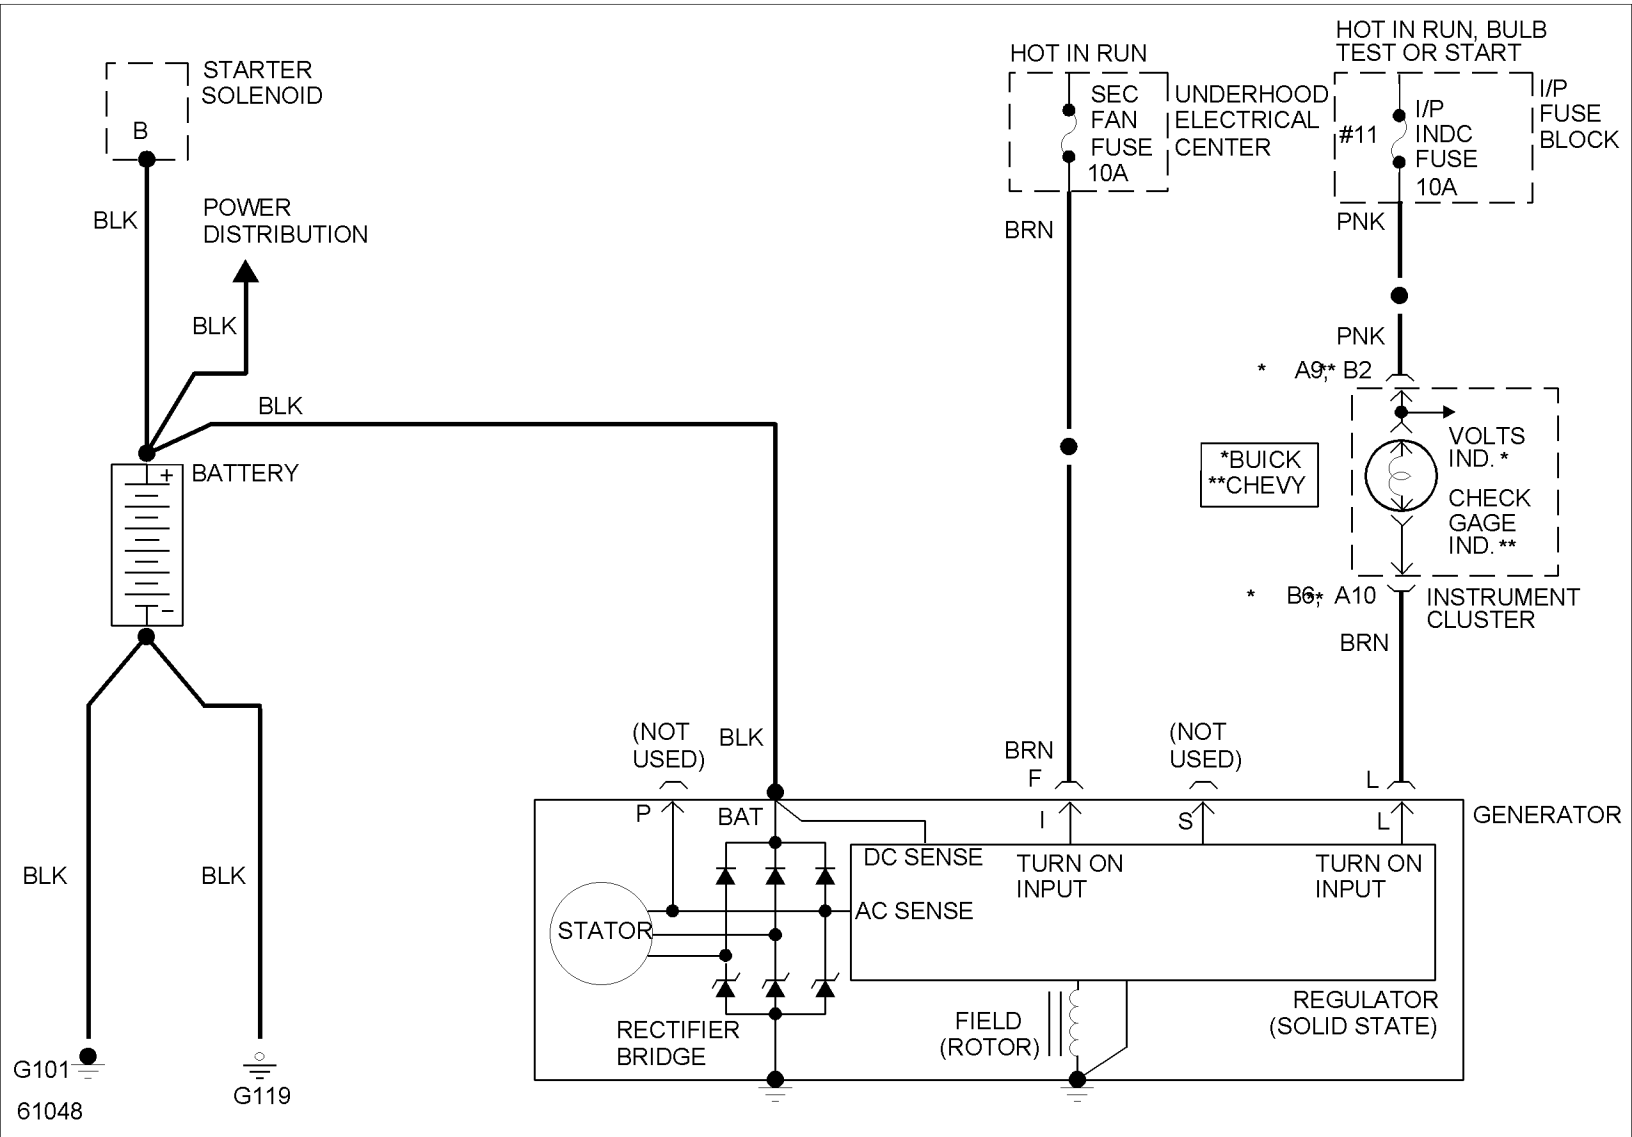 STARTER
SOLENOID
B
BLK
POWER
DISTRIBUTION
BLK
BLK
+
BATTERY
−
BLK
BLK
G101
G119
61048
HOT IN RUN
SEC
FAN
FUSE
10A
UNDERHOOD
ELECTRICAL
CENTER
BRN
HOT IN RUN, BULB
TEST OR START
#11
I/P
INDC
FUSE
10A
I/P
FUSE
BLOCK
PNK
PNK
* A9, ** B2
*BUICK
**CHEVY
VOLTS
IND. *
CHECK
GAGE
IND. **
* B6, ** A10
INSTRUMENT
CLUSTER
BRN
(NOT
USED)
BLK
BRN
F
(NOT
USED)
L
P
BAT
I
S
L
GENERATOR
DC SENSE
TURN ON
INPUT
TURN ON
INPUT
AC SENSE
STATOR
RECTIFIER
BRIDGE
FIELD
(ROTOR)
REGULATOR
(SOLID STATE)